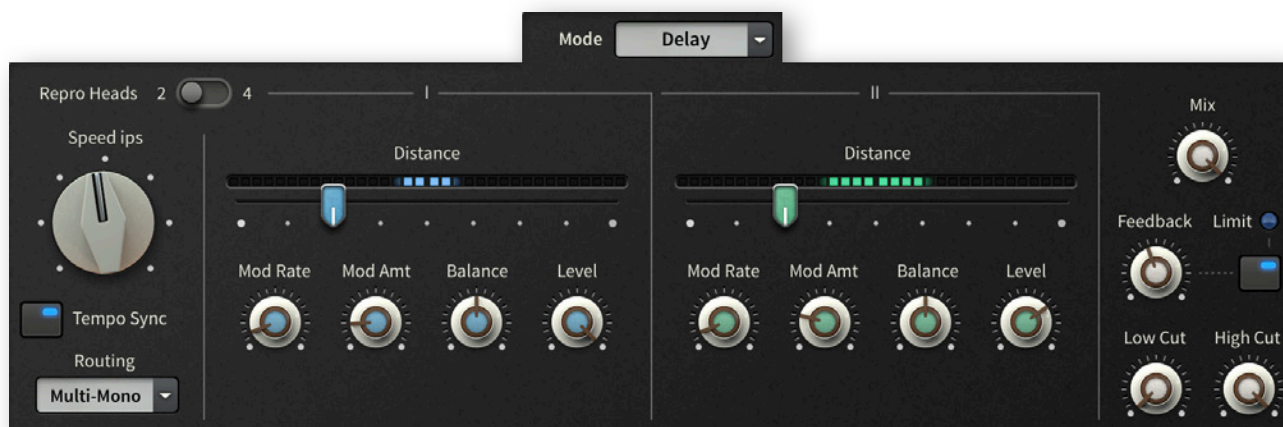 Mode Delay
Repro Heads 2 4 I II
Speed ips
Distance Distance
Mix
Feedback Limit
Mod Rate Mod Amt Balance Level Mod Rate Mod Amt Balance Level
Tempo Sync
Low Cut High Cut
Routing
Multi-Mono